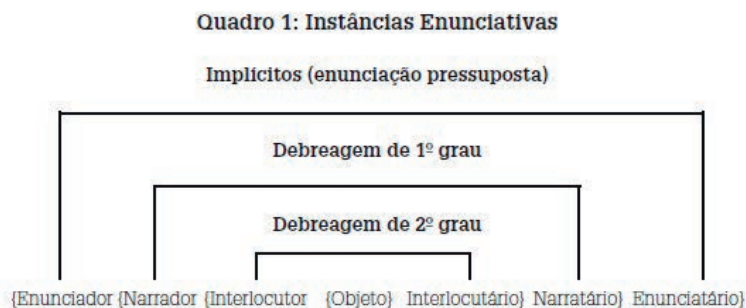 Quadro 1: Instâncias Enunciativas
Implícitos (enunciação pressuposta)
Debreagem de 1º grau
Debreagem de 2º grau
{Enunciador {Narrador {Interlocutor {Objeto} Interlocutário} Narratário} Enunciatário}